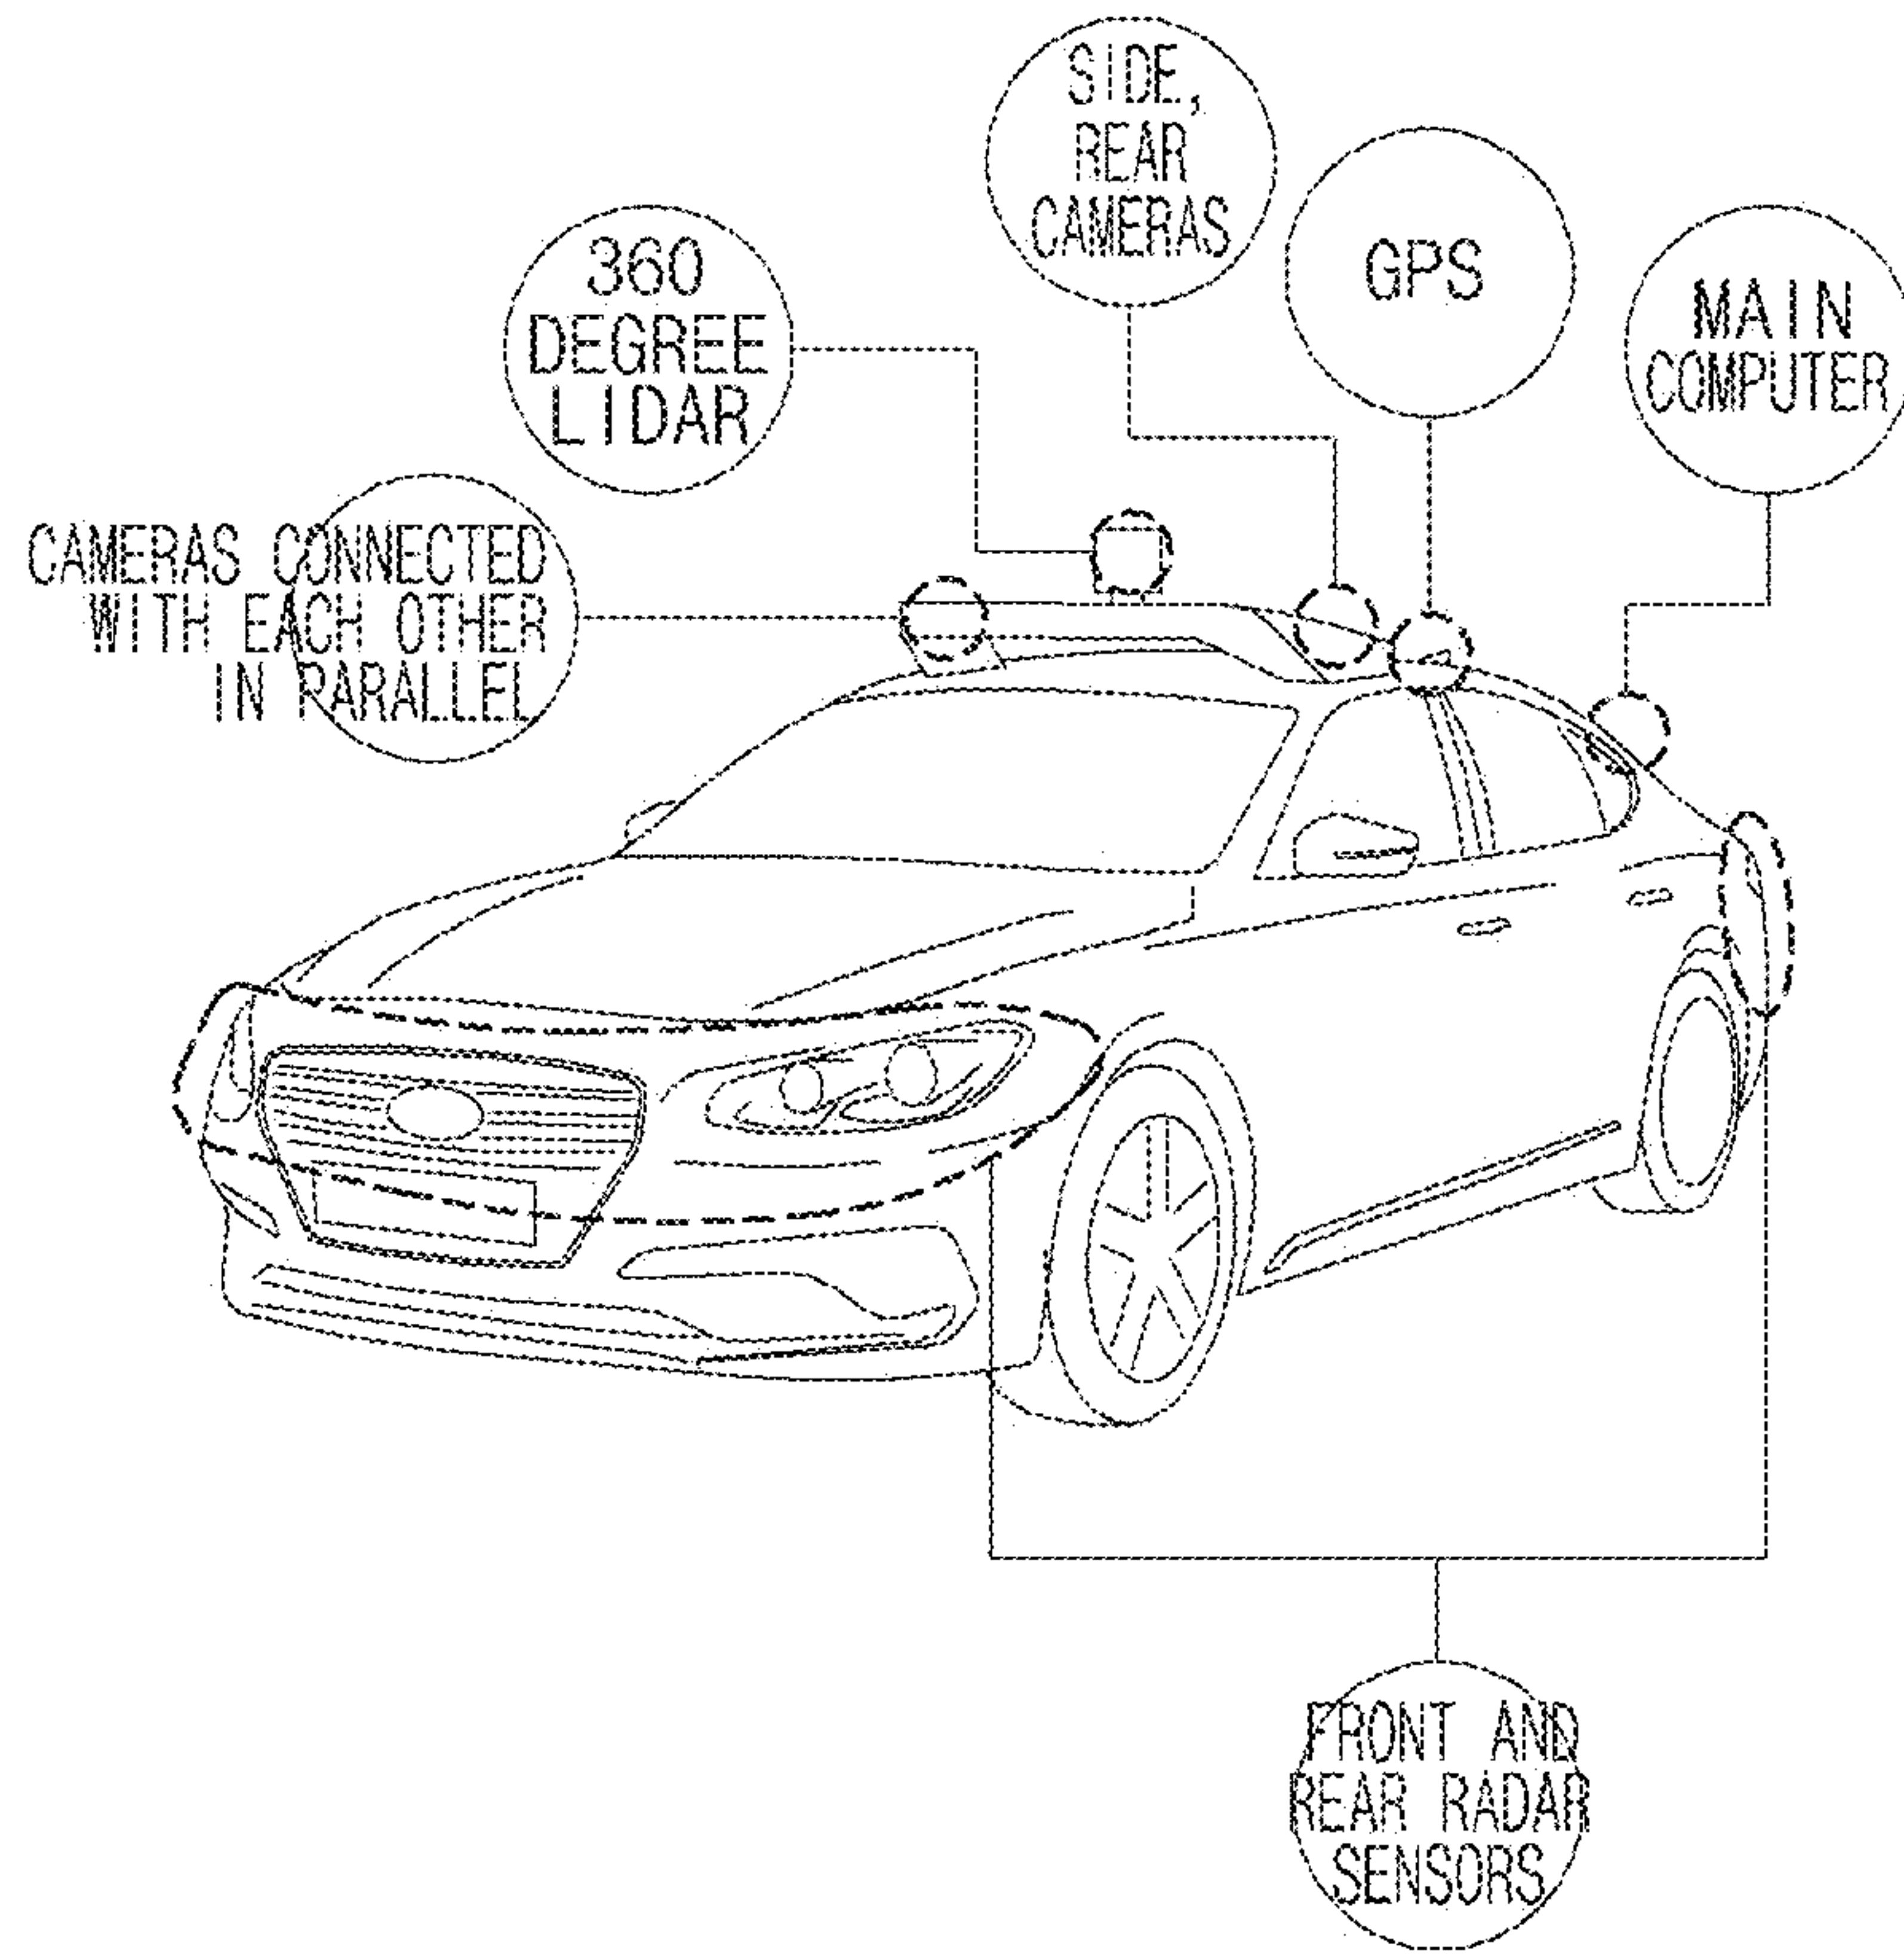 SIDE,
REAR
CAMERAS
GPS
360
DEGREE
LIDAR
MAIN
COMPUTER
CAMERAS CONNECTED
WITH EACH OTHER
IN PARALLEL
FRONT AND
REAR RADAR
SENSORS